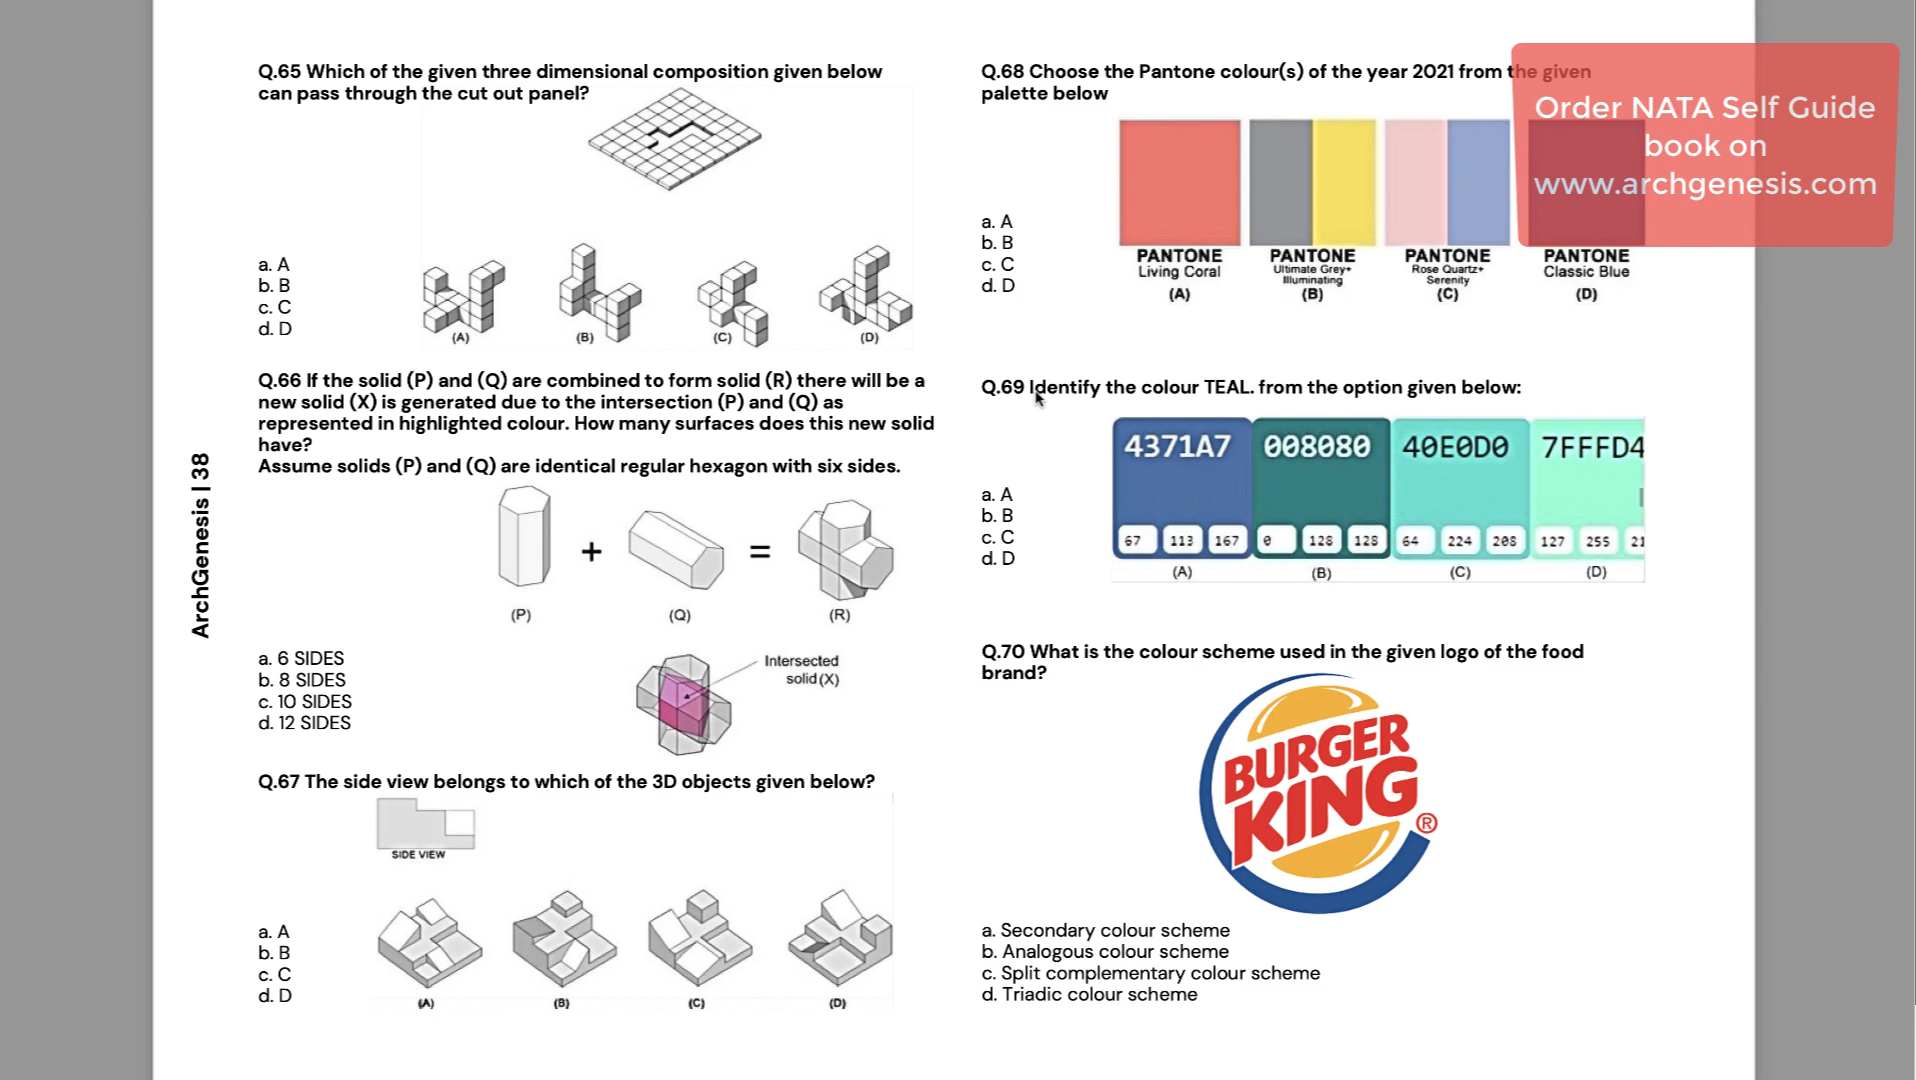 ArchGenesis | 38
Q.65 Which of the given three dimensional composition given below
can pass through the cut out panel?
a. A
b. B
c. C
d. D
(A)
(B)
(C)
(D)
Q.66 If the solid (P) and (Q) are combined to form solid (R) there will be a
new solid (X) is generated due to the intersection (P) and (Q) as
represented in highlighted colour. How many surfaces does this new solid
have?
Assume solids (P) and (Q) are identical regular hexagon with six sides.
+
=
(P)
(Q)
(R)
a. 6 SIDES
b. 8 SIDES
c. 10 SIDES
d. 12 SIDES
Intersected
solid (X)
Q.67 The side view belongs to which of the 3D objects given below?
SIDE VIEW
a. A
b. B
c. C
d. D
(A)
(B)
(C)
(D)
Q.68 Choose the Pantone colour(s) of the year 2021 from the given
palette below
Order NATA Self Guide
book on
www.archgenesis.com
a. A
b. B
c. C
d. D
PANTONE
Living Coral
(A)
PANTONE
Ultimate Grey+
Illuminating
(B)
PANTONE
Rose Quartz+
Serenity
(C)
PANTONE
Classic Blue
(D)
Q.69 Identify the colour TEAL. from the option given below:
a. A
b. B
c. C
d. D
4371A7
67 113 167
(A)
008080
0 128 128
(B)
40E0D0
64 224 208
(C)
7FFFD4
127 255 21
(D)
Q.70 What is the colour scheme used in the given logo of the food
brand?
BURGER
KING
®
a. Secondary colour scheme
b. Analogous colour scheme
c. Split complementary colour scheme
d. Triadic colour scheme